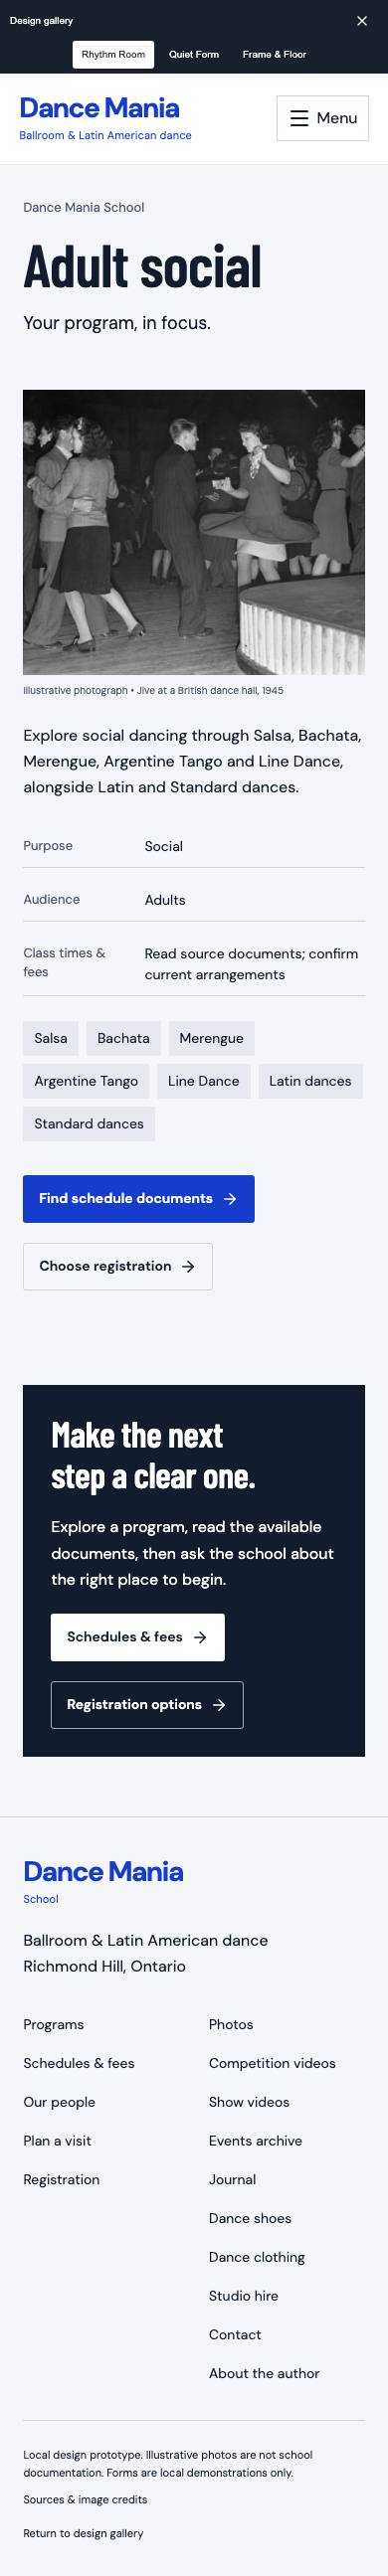 Design gallery
Rhythm Room
Quiet Form
Frame & Floor
Dance Mania
Ballroom & Latin American dance
Menu
Dance Mania School
Adult social
Your program, in focus.
Illustrative photograph • Jive at a British dance hall, 1945
Explore social dancing through Salsa, Bachata,
Merengue, Argentine Tango and Line Dance,
alongside Latin and Standard dances.
Purpose
Social
Audience
Adults
Class times &
fees
Read source documents; confirm
current arrangements
Salsa
Bachata
Merengue
Argentine Tango
Line Dance
Latin dances
Standard dances
Find schedule documents
Choose registration
Make the next
step a clear one.
Explore a program, read the available
documents, then ask the school about
the right place to begin.
Schedules & fees
Registration options
Dance Mania
School
Ballroom & Latin American dance
Richmond Hill, Ontario
Programs
Schedules & fees
Our people
Plan a visit
Registration
Photos
Competition videos
Show videos
Events archive
Journal
Dance shoes
Dance clothing
Studio hire
Contact
About the author
Local design prototype. Illustrative photos are not school
documentation. Forms are local demonstrations only.
Sources & image credits
Return to design gallery